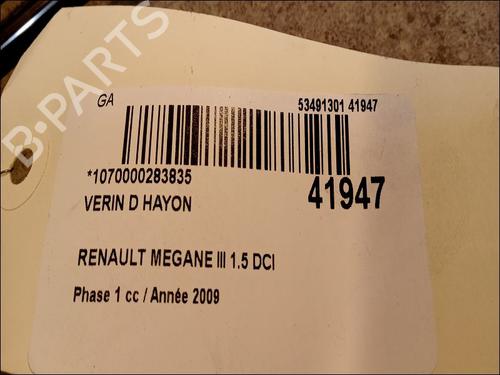 B-PARTS
GA
53491301 41947
*1070000283835
41947
VERIN D HAYON
RENAULT MEGANE III 1.5 DCI
Phase 1 cc / Année 2009